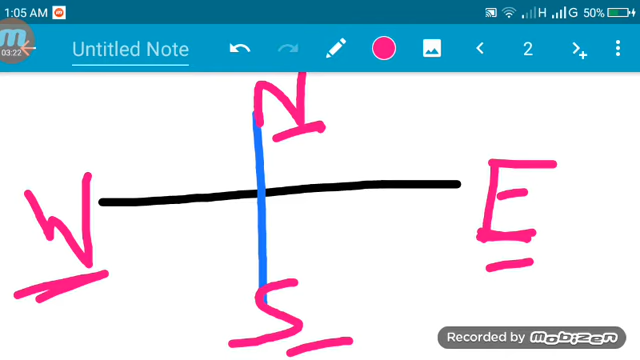 1:05 AM H G 50%
M
03:22
Untitled Note 2
N
W E
S
Recorded by
mobizen